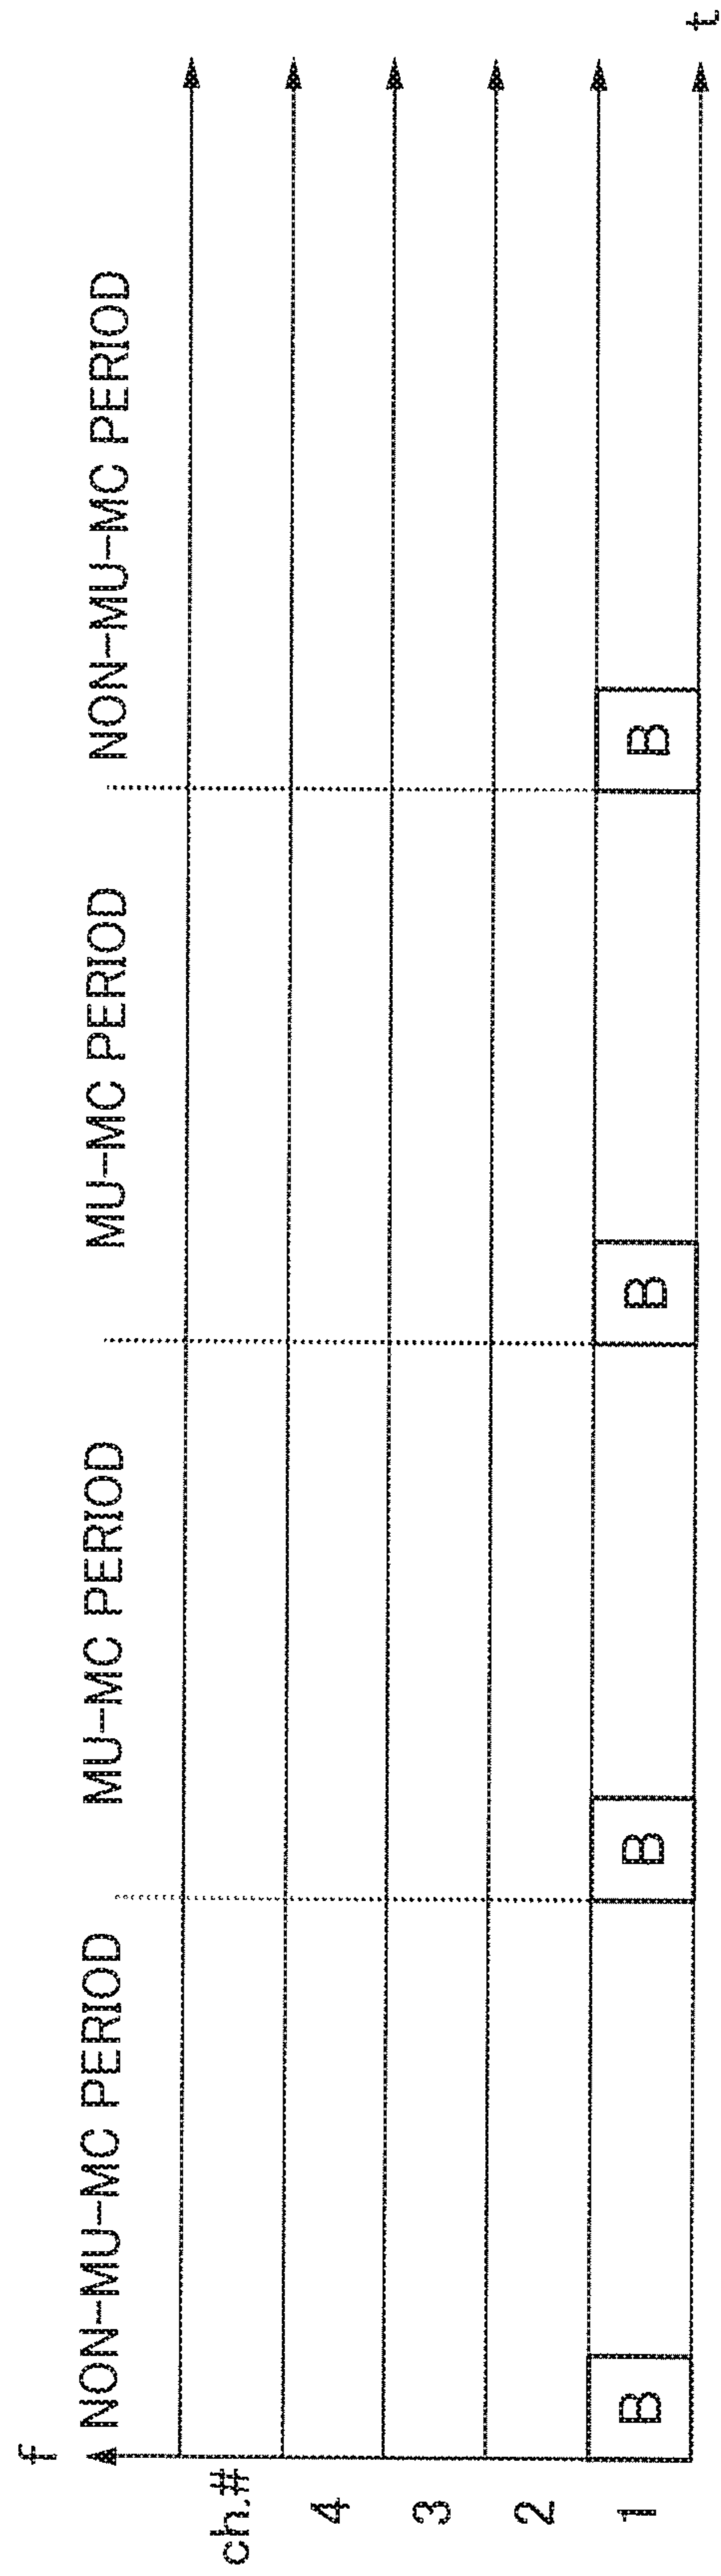 f
NON-MU-MC PERIOD MU-MC PERIOD MU-MC PERIOD NON-MU-MC PERIOD
ch.#
4
3
2
1 B B B B
t